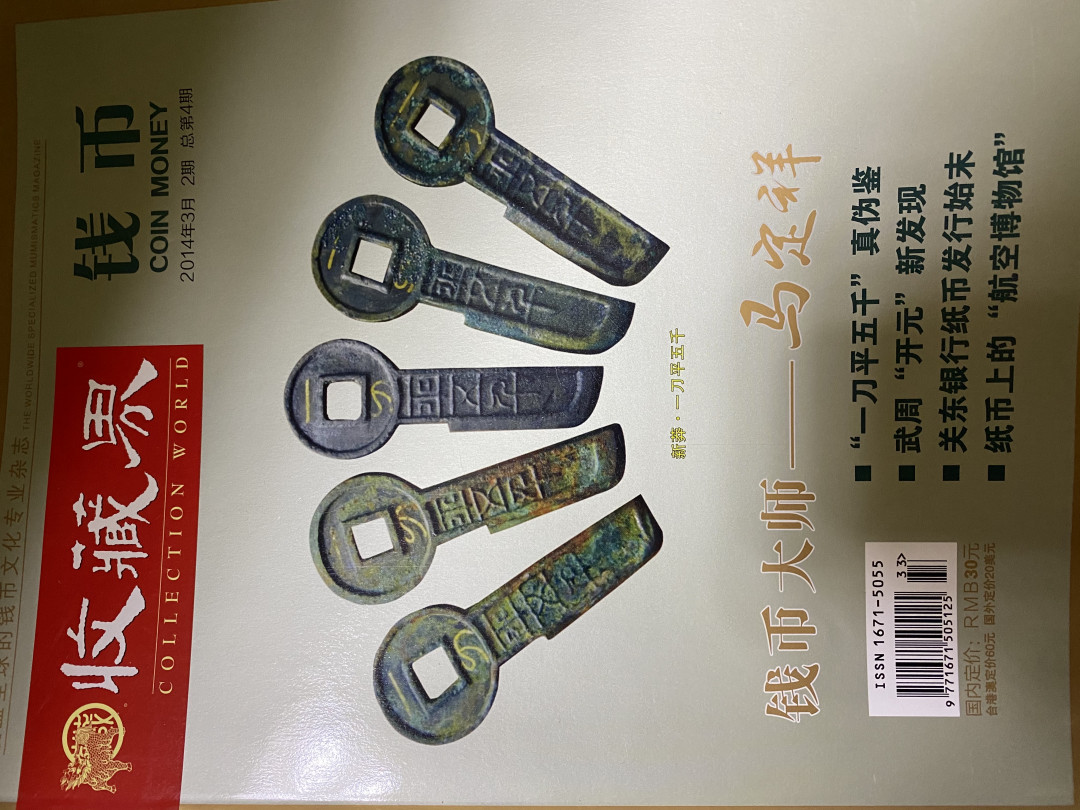 球的钱币文化专业杂志 THE WORLDWIDE SPECIALIZED NUMISMATIC MAGAZINE
收藏界
COLLECTION WORLD
钱币
COIN MONEY
2014年3月 2期 总第4期
新莽·一刀平五千
钱币大师——马定祥
■ “一刀平五千” 真伪鉴
■ 武周 “开元” 新发现
■ 关东银行纸币发行始末
■ 纸币上的 “航空博物馆”
ISSN 1671-5055
33>
9 771671 505125
国内定价: RMB30元
台港澳定价60元 国外定价20美元